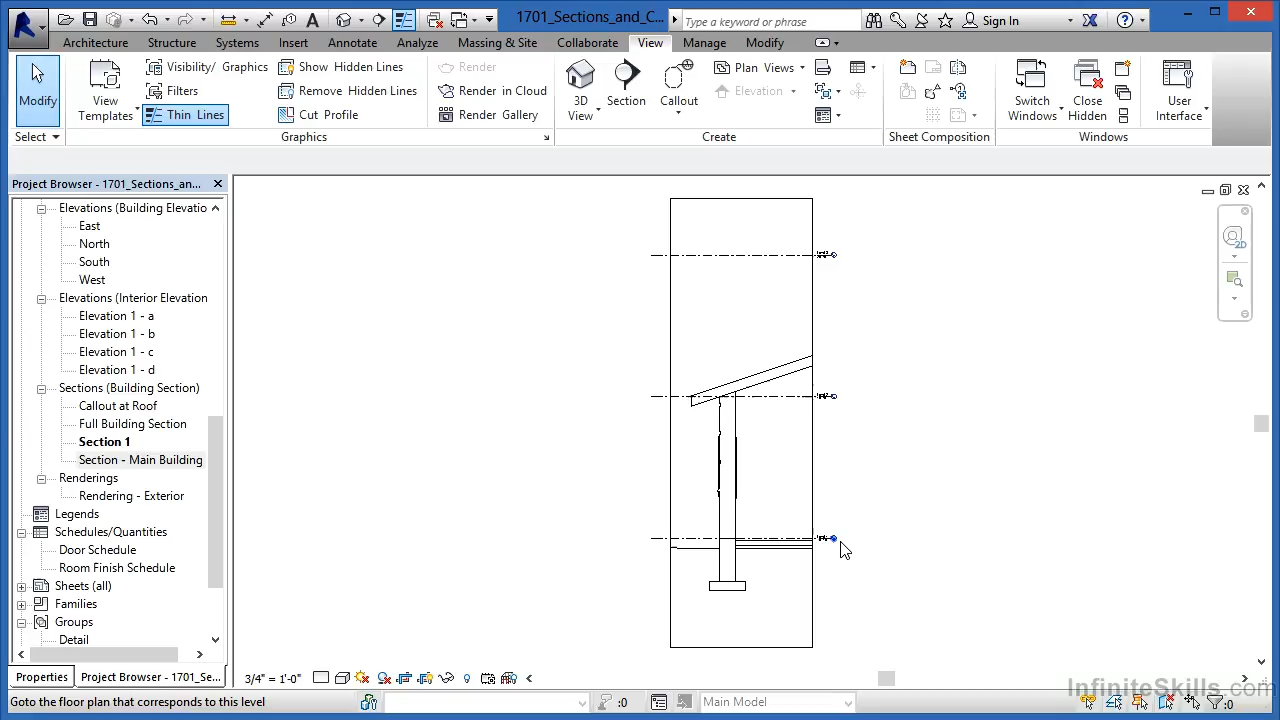 1701_Sections_and_C...
Type a keyword or phrase
Sign In
Architecture Structure Systems Insert Annotate Analyze Massing & Site Collaborate View Manage Modify
Modify
View Templates
Visibility/ Graphics
Filters
Thin Lines
Show Hidden Lines
Remove Hidden Lines
Cut Profile
Render
Render in Cloud
Render Gallery
3D View
Section
Callout
Plan Views
Elevation
Switch Windows
Close Hidden
User Interface
Select
Graphics
Create
Sheet Composition
Windows
Project Browser - 1701_Sections_an...
Elevations (Building Elevatio
East
North
South
West
Elevations (Interior Elevation
Elevation 1 - a
Elevation 1 - b
Elevation 1 - c
Elevation 1 - d
Sections (Building Section)
Callout at Roof
Full Building Section
Section 1
Section - Main Building
Renderings
Rendering - Exterior
Legends
Schedules/Quantities
Door Schedule
Room Finish Schedule
Sheets (all)
Families
Groups
Detail
Properties
Project Browser - 1701_Se...
3/4" = 1'-0"
2D
Goto the floor plan that corresponds to this level
:0
Main Model
:0
InfiniteSkills.com